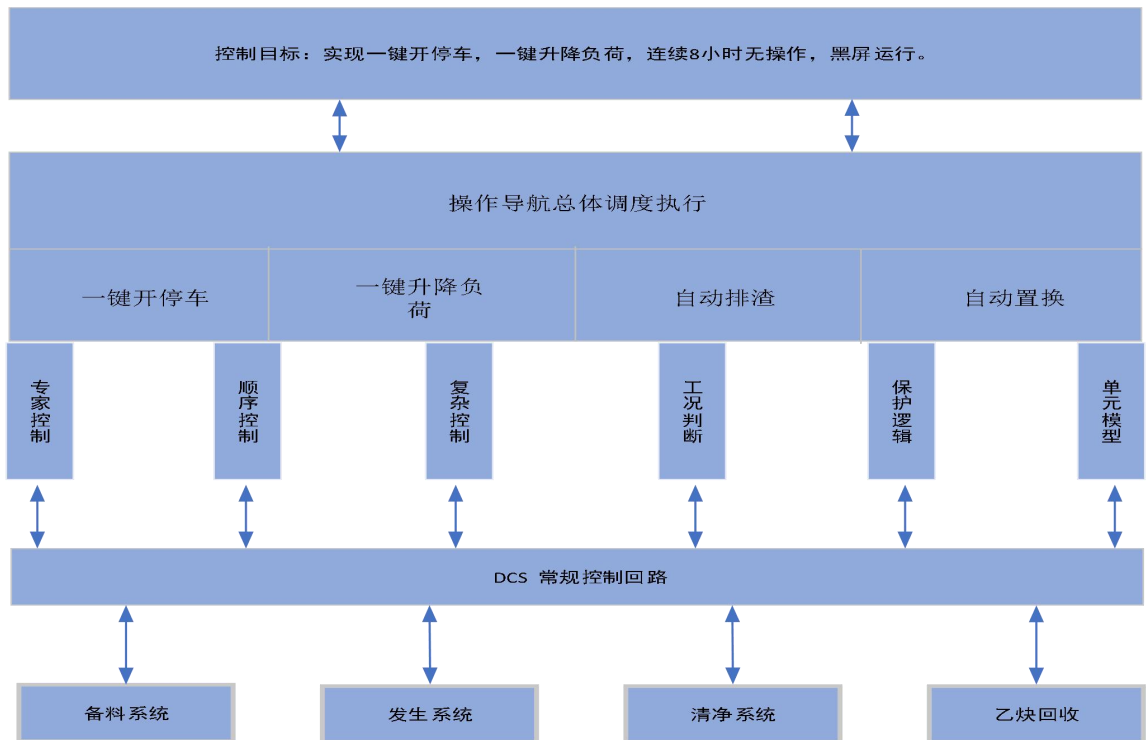 控制目标：实现一键开停车，一键升降负荷，连续8小时无操作，黑屏运行。
操作导航总体调度执行
一键开停车
一键升降负
荷
自动排渣
自动置换
专家控制
顺序控制
复杂控制
工况判断
保护逻辑
单元模型
DCS 常规控制回路
备料系统
发生系统
清净系统
乙炔回收